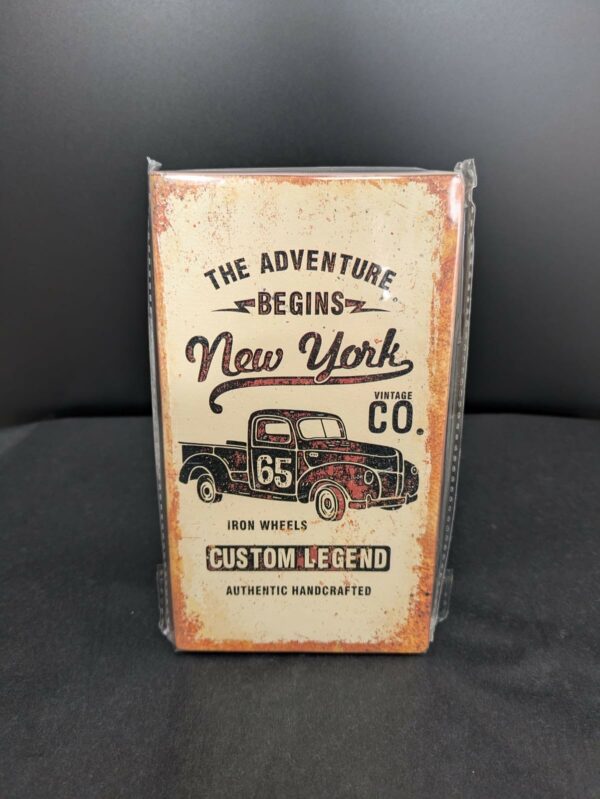 THE ADVENTURE
BEGINS
New York
VINTAGE
CO.
65
IRON WHEELS
CUSTOM LEGEND
AUTHENTIC HANDCRAFTED